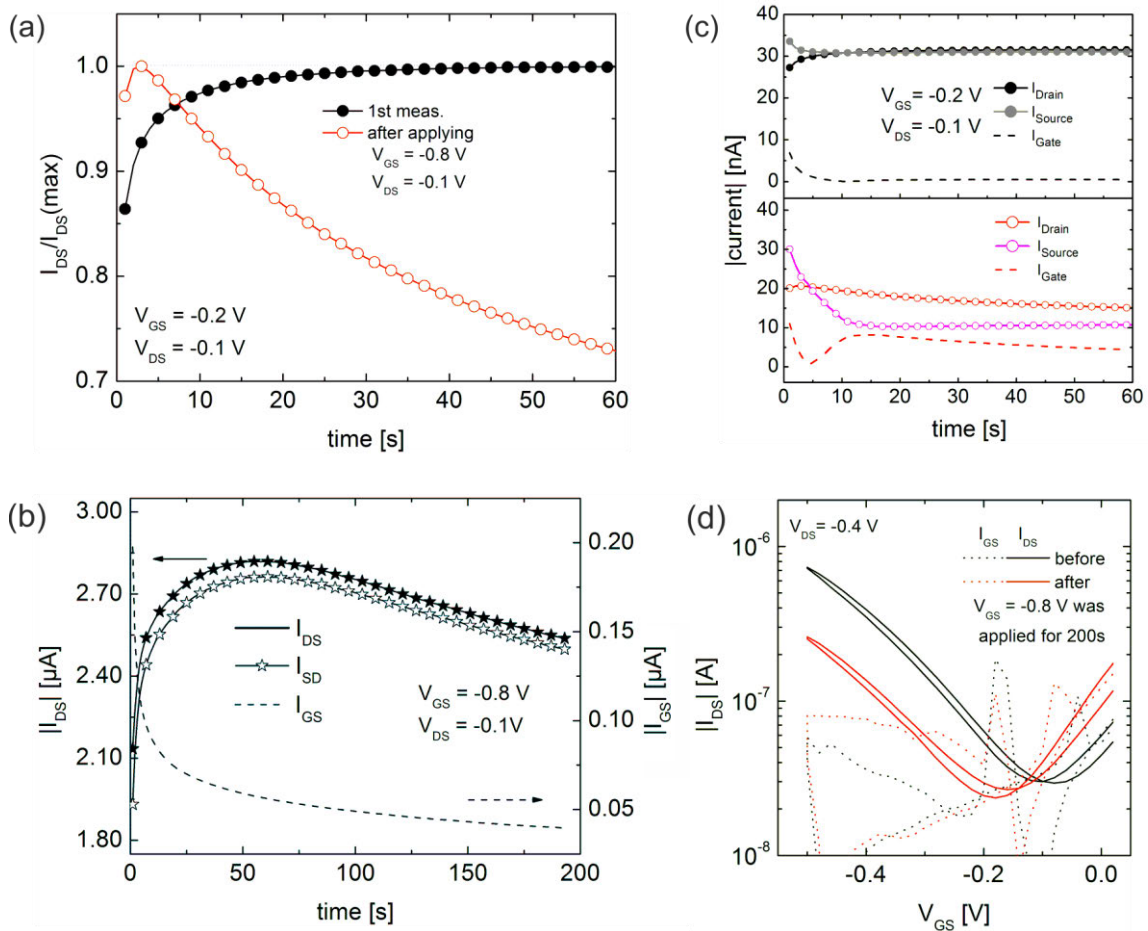 (a)
1.0
0.9
0.8
0.7
I_DS/I_DS(max)
1st meas.
after applying
V_GS = -0.8 V
V_DS = -0.1 V
V_GS = -0.2 V
V_DS = -0.1 V
0 10 20 30 40 50 60
time [s]
(c)
40
30
20
10
0
V_GS = -0.2 V
V_DS = -0.1 V
I_Drain
I_Source
I_Gate
40
30
20
10
0
I_Drain
I_Source
I_Gate
|current| [nA]
0 10 20 30 40 50 60
time [s]
(b)
3.00
2.70
2.40
2.10
1.80
|I_DS| [µA]
I_DS
I_SD
I_GS
V_GS = -0.8 V
V_DS = -0.1V
0.20
0.15
0.10
0.05
|I_GS| [µA]
0 50 100 150 200
time [s]
(d)
V_DS= -0.4 V
I_GS I_DS
before
after
V_GS= -0.8 V was
applied for 200s
10^-6
10^-7
10^-8
|I_DS| [A]
-0.4 -0.2 0.0
V_GS [V]